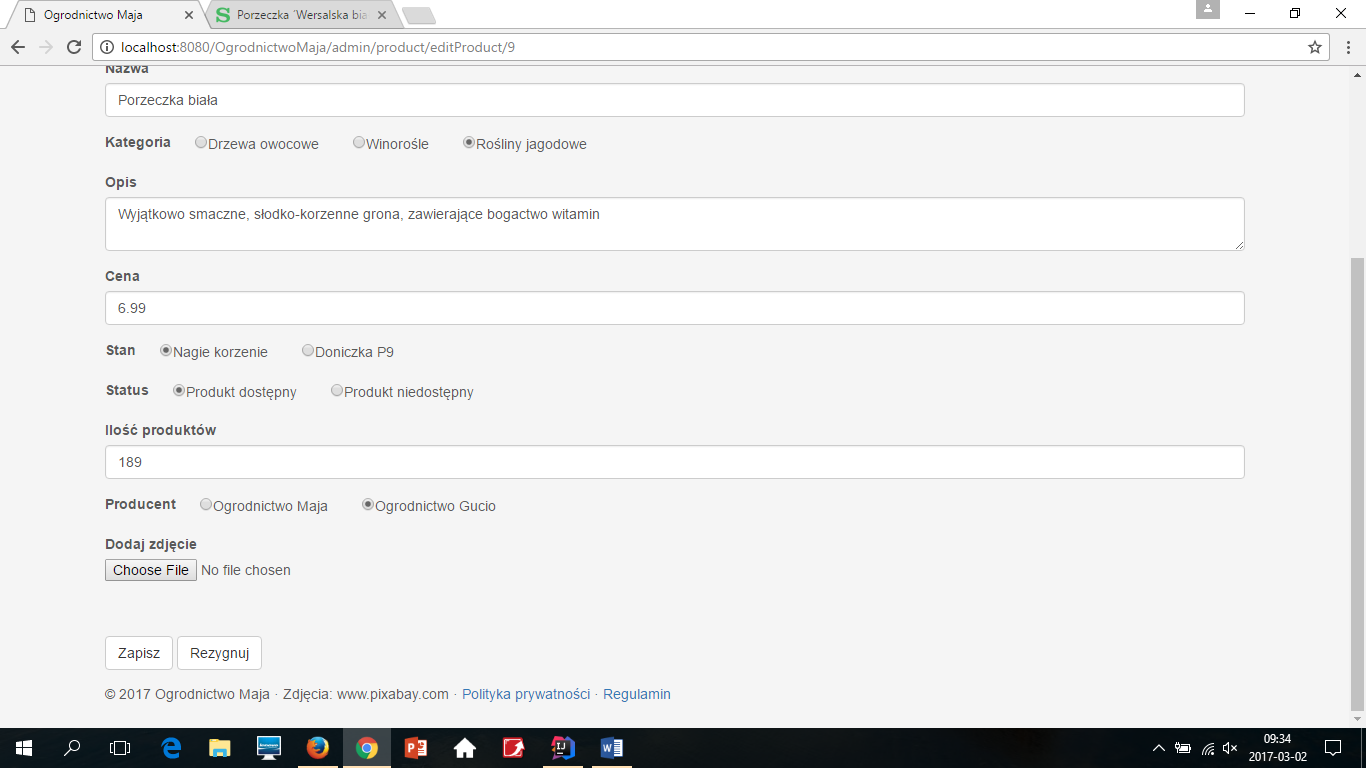 Ogrodnictwo Maja
Porzeczka 'Wersalska bia
localhost:8080/OgrodnictwoMaja/admin/product/editProduct/9
Nazwa
Porzeczka biała
Kategoria Drzewa owocowe Winorośle Rośliny jagodowe
Opis
Wyjątkowo smaczne, słodko-korzenne grona, zawierające bogactwo witamin
Cena
6.99
Stan Nagie korzenie Doniczka P9
Status Produkt dostępny Produkt niedostępny
Ilość produktów
189
Producent Ogrodnictwo Maja Ogrodnictwo Gucio
Dodaj zdjęcie
Choose File No file chosen
Zapisz Rezygnuj
© 2017 Ogrodnictwo Maja · Zdjęcia: www.pixabay.com · Polityka prywatności · Regulamin
09:34
2017-03-02